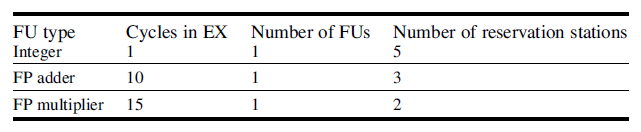 FU type Cycles in EX Number of FUs Number of reservation stations
Integer 1 1 5
FP adder 10 1 3
FP multiplier 15 1 2